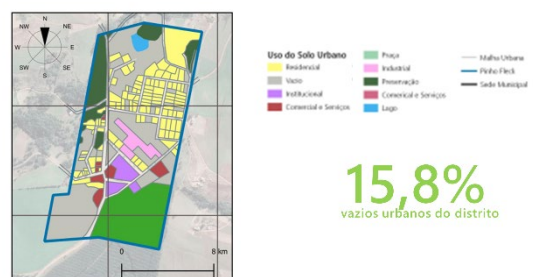 N
NW NE
W E
SW SE
S
0 8 km
Uso do Solo Urbano
Residencial
Vazio
Institucional
Comercial e Serviços
Praça
Industrial
Preservação
Comerical e Serviços
Lago
Malha Urbana
Pinho Fleck
Sede Municipal
15,8%
vazios urbanos do distrito